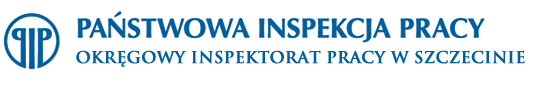 PAŃSTWOWA INSPEKCJA PRACY
OKRĘGOWY INSPEKTORAT PRACY W SZCZECINIE